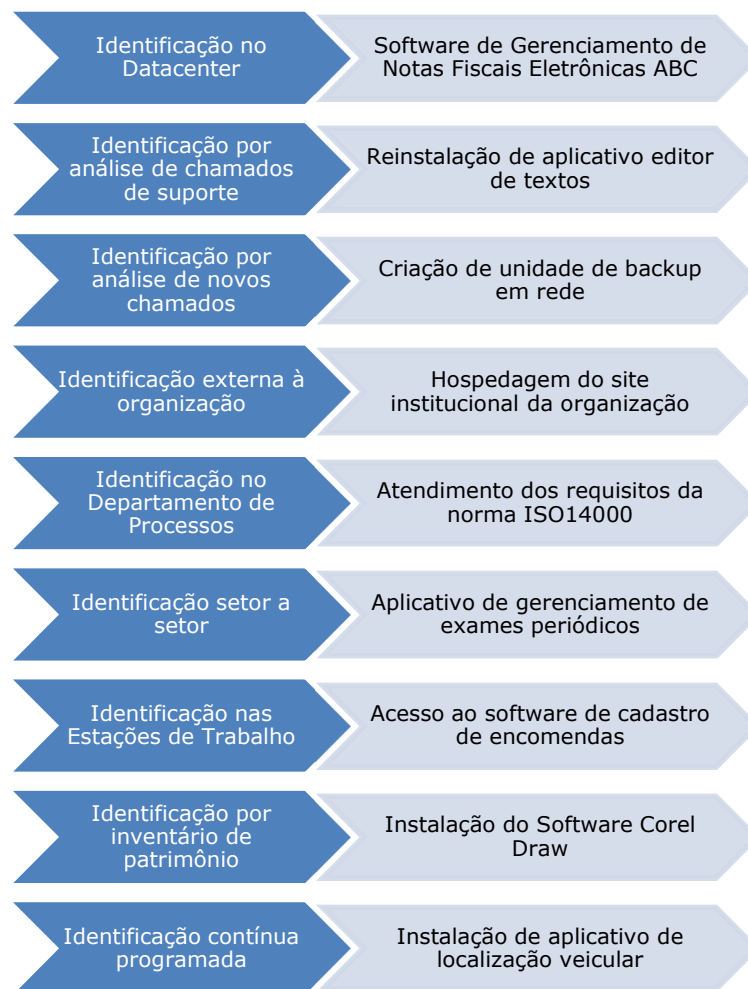 Identificação no
Datacenter
Software de Gerenciamento de
Notas Fiscais Eletrônicas ABC
Identificação por
análise de chamados
de suporte
Reinstalação de aplicativo editor
de textos
Identificação por
análise de novos
chamados
Criação de unidade de backup
em rede
Identificação externa à
organização
Hospedagem do site
institucional da organização
Identificação no
Departamento de
Processos
Atendimento dos requisitos da
norma ISO14000
Identificação setor a
setor
Aplicativo de gerenciamento de
exames periódicos
Identificação nas
Estações de Trabalho
Acesso ao software de cadastro
de encomendas
Identificação por
inventário de
patrimônio
Instalação do Software Corel
Draw
Identificação contínua
programada
Instalação de aplicativo de
localização veicular